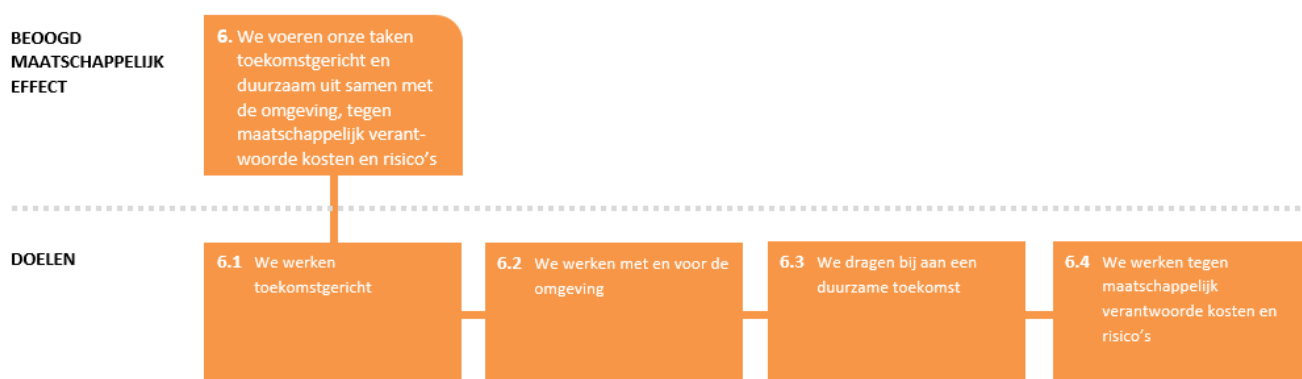 BEOOGD
MAATSCHAPPELIJK
EFFECT
6. We voeren onze taken
toekomstgericht en
duurzaam uit samen met
de omgeving, tegen
maatschappelijk verant-
woorde kosten en risico's
DOELEN
6.1 We werken
toekomstgericht
6.2 We werken met en voor de
omgeving
6.3 We dragen bij aan een
duurzame toekomst
6.4 We werken tegen
maatschappelijk
verantwoorde kosten en
risico's